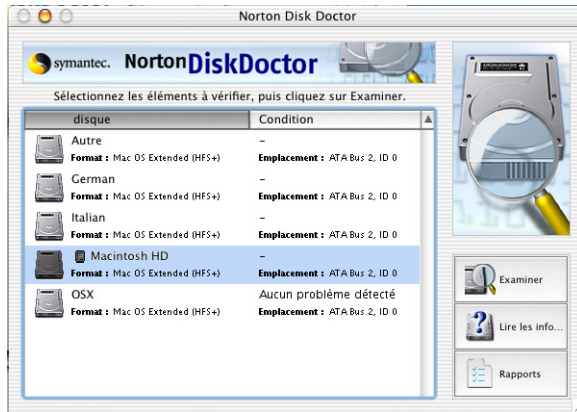 Norton Disk Doctor
symantec. Norton DiskDoctor
Sélectionnez les éléments à vérifier, puis cliquez sur Examiner.
disque Condition
Autre –
Format : Mac OS Extended (HFS+) Emplacement : ATA Bus 2, ID 0
German –
Format : Mac OS Extended (HFS+) Emplacement : ATA Bus 2, ID 0
Italian –
Format : Mac OS Extended (HFS+) Emplacement : ATA Bus 2, ID 0
Macintosh HD –
Format : Mac OS Extended (HFS+) Emplacement : ATA Bus 2, ID 0
OSX Aucun problème détecté
Format : Mac OS Extended (HFS+) Emplacement : ATA Bus 2, ID 0
Examiner
Lire les info...
Rapports